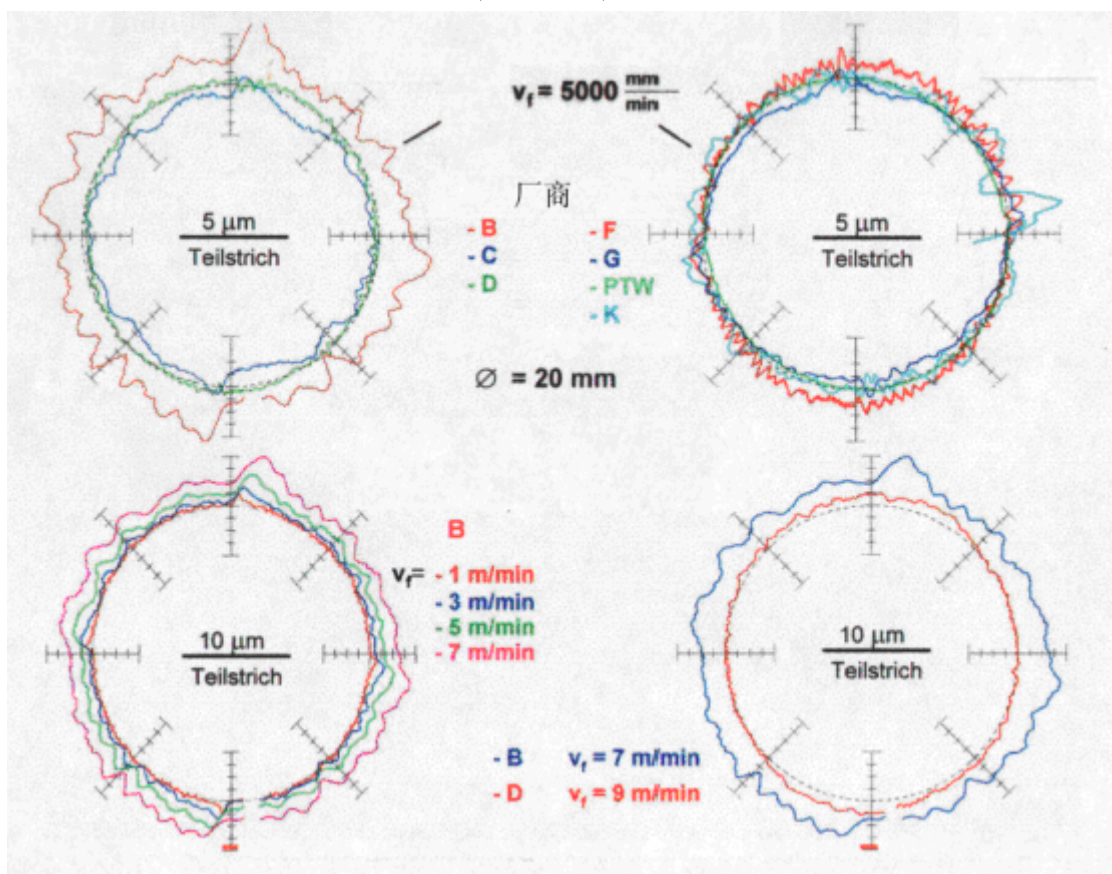 v_f = 5000 mm/min
5 µm
Teilstrich
厂商
- B
- C
- D
- F
- G
- PTW
- K
5 µm
Teilstrich
Ø = 20 mm
B
v_f= - 1 m/min
- 3 m/min
- 5 m/min
- 7 m/min
10 µm
Teilstrich
10 µm
Teilstrich
- B v_f = 7 m/min
- D v_f = 9 m/min